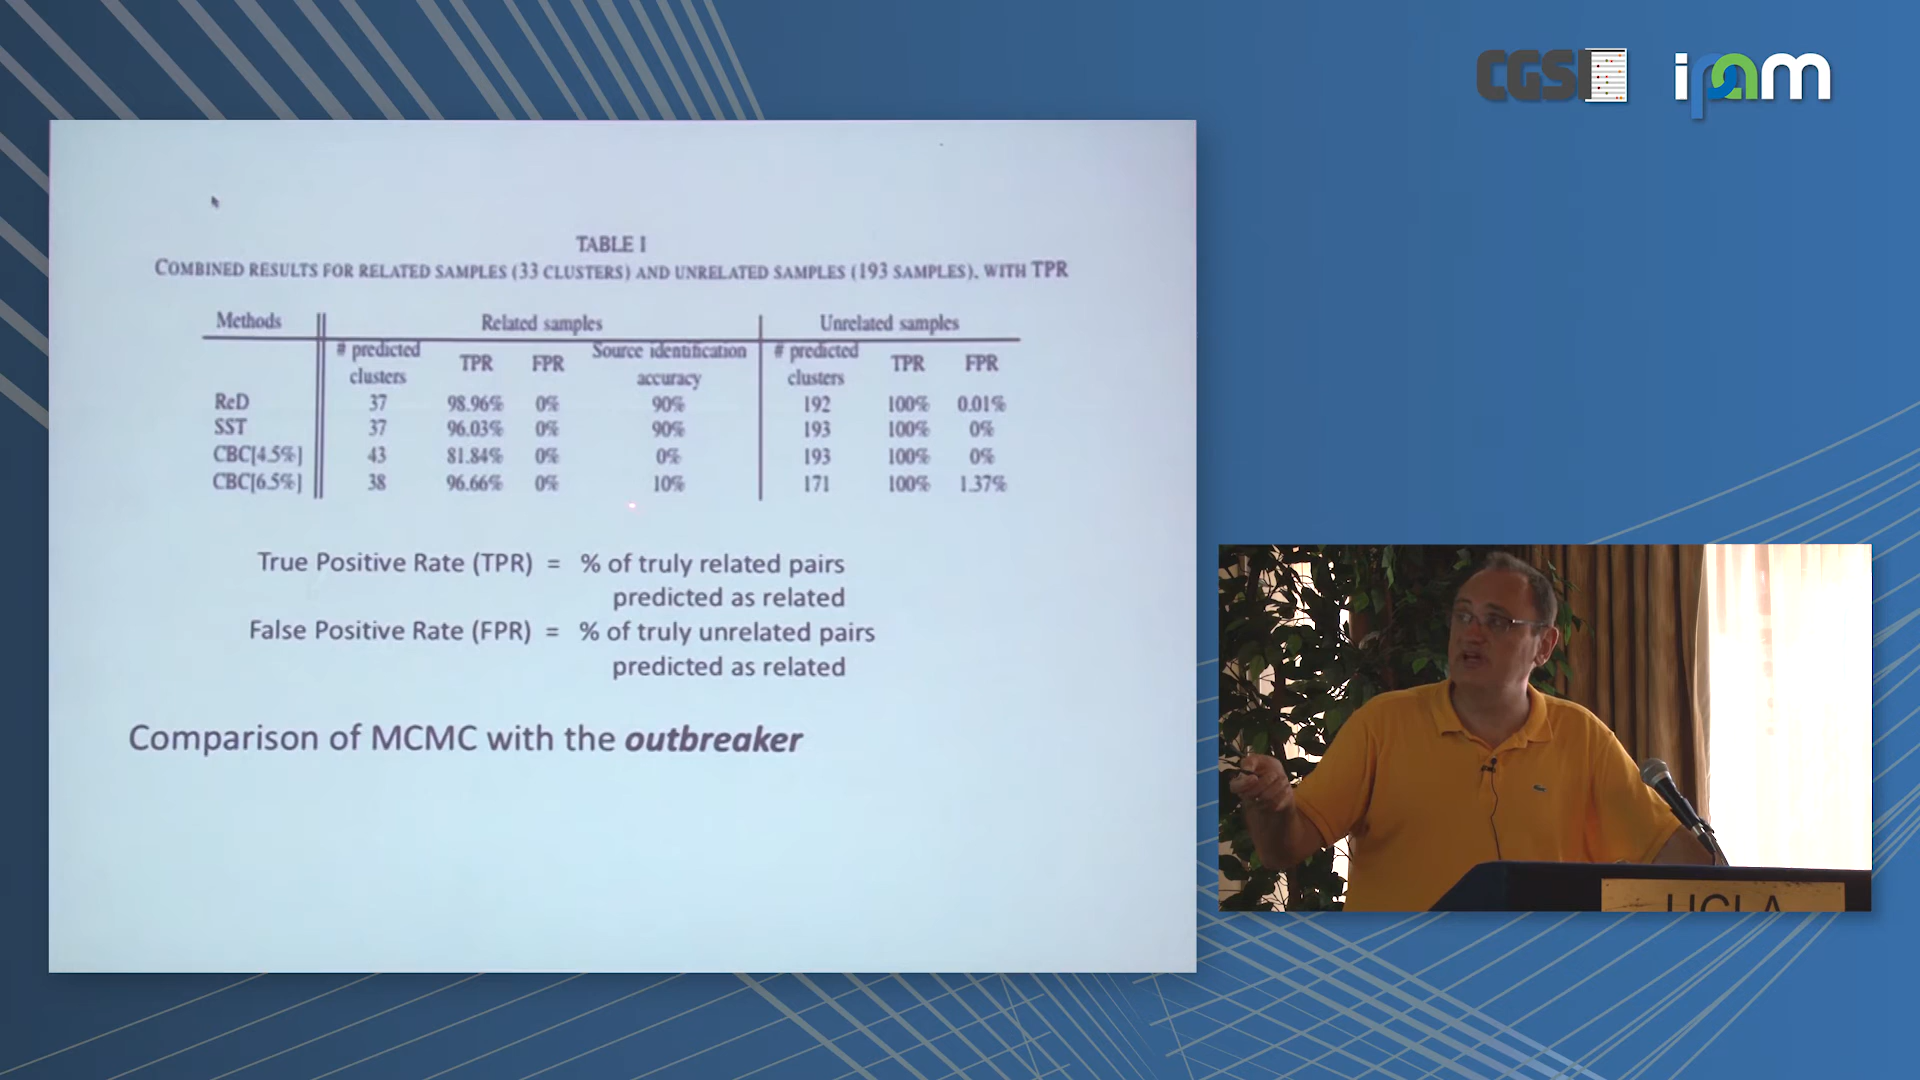 CGSI
ipam
TABLE I
COMBINED RESULTS FOR RELATED SAMPLES (33 CLUSTERS) AND UNRELATED SAMPLES (193 SAMPLES), WITH TPR
Methods Related samples Unrelated samples
# predicted clusters TPR FPR Source identification accuracy # predicted clusters TPR FPR
ReD 37 98.96% 0% 90% 192 100% 0.01%
SST 37 96.03% 0% 90% 193 100% 0%
CBC[4.5%] 43 81.84% 0% 0% 193 100% 0%
CBC[6.5%] 38 96.66% 0% 10% 171 100% 1.37%
True Positive Rate (TPR) = % of truly related pairs
predicted as related
False Positive Rate (FPR) = % of truly unrelated pairs
predicted as related
Comparison of MCMC with the outbreaker
UCLA